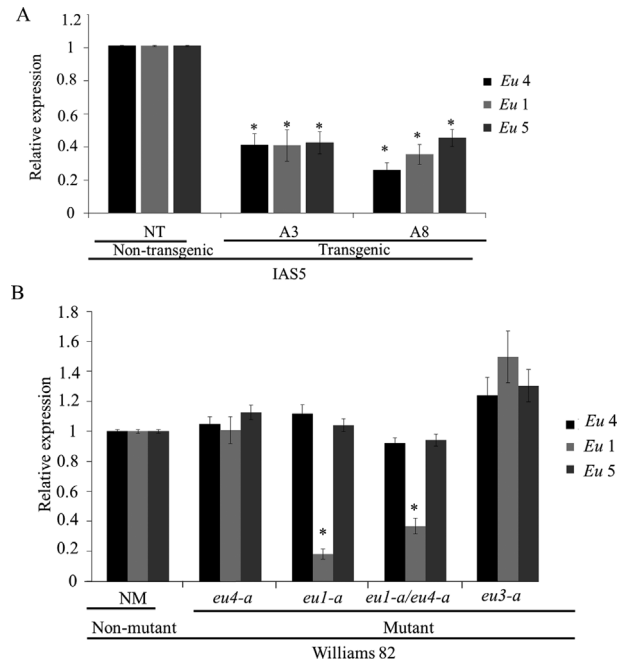 A
Relative expression
1.2
1
0.8
0.6
0.4
0.2
0
* * *
* * *
Eu 4
Eu 1
Eu 5
NT A3 A8
Non-transgenic Transgenic
IAS5
B
Relative expression
1.8
1.6
1.4
1.2
1
0.8
0.6
0.4
0.2
0
*
*
Eu 4
Eu 1
Eu 5
NM eu4-a eu1-a eu1-a/eu4-a eu3-a
Non-mutant Mutant
Williams 82